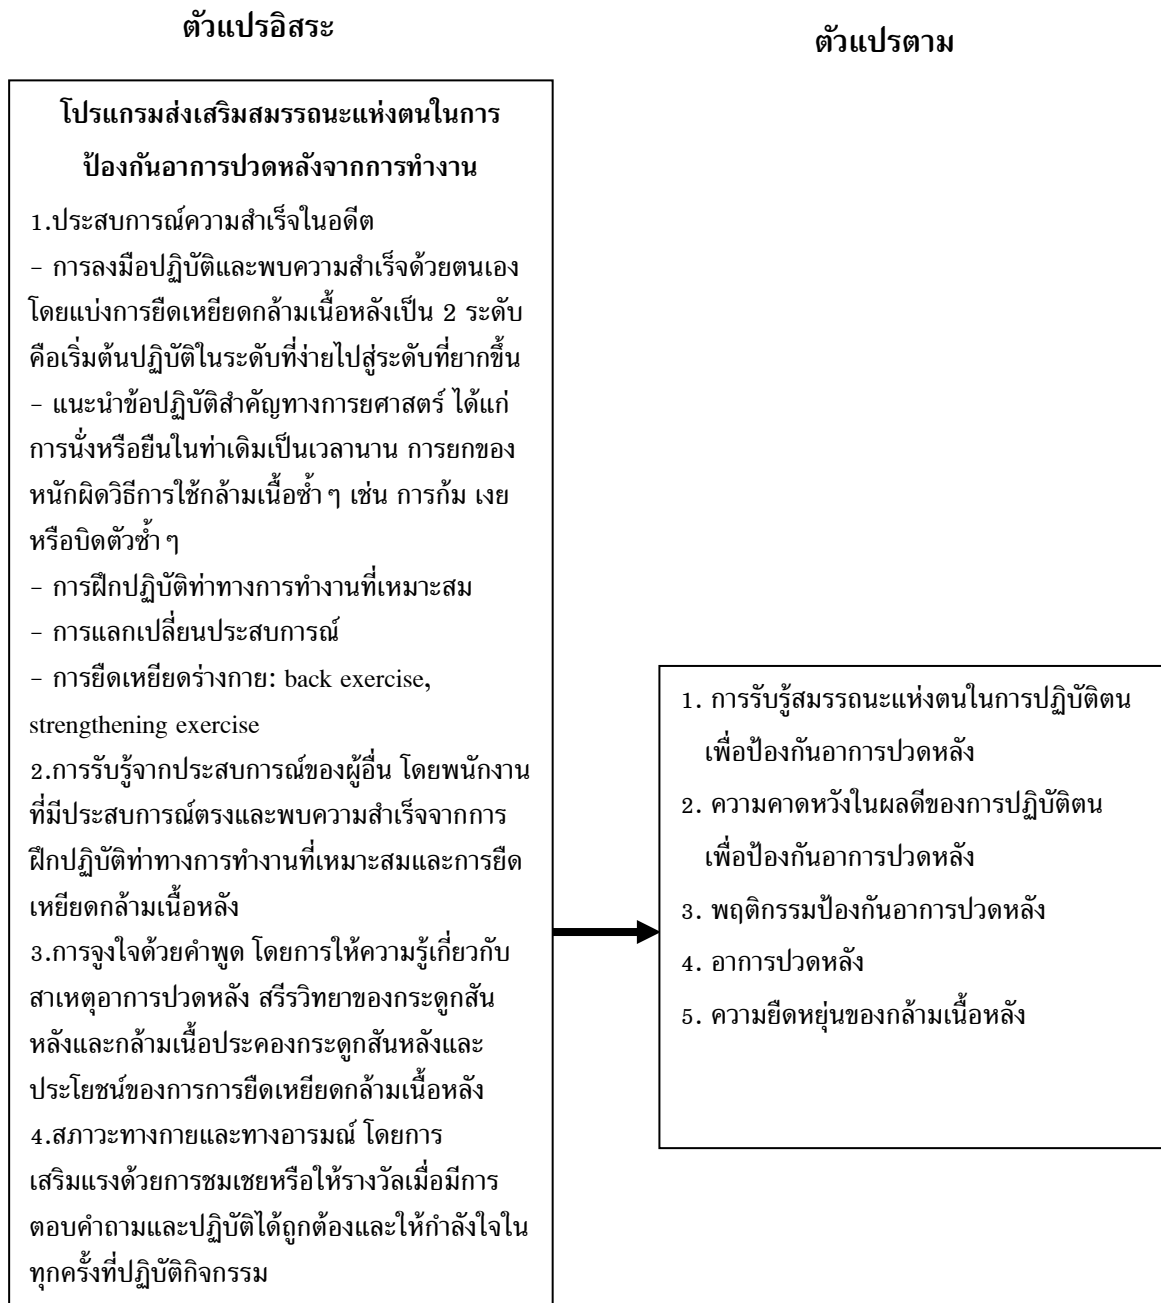 ตัวแปรอิสระ
ตัวแปรตาม
โปรแกรมส่งเสริมสมรรถนะแห่งตนในการ
ป้องกันอาการปวดหลังจากการทำงาน
1.ประสบการณ์ความสำเร็จในอดีต
- การลงมือปฏิบัติและพบความสำเร็จด้วยตนเอง
โดยแบ่งการยืดเหยียดกล้ามเนื้อหลังเป็น 2 ระดับ
คือเริ่มต้นปฏิบัติในระดับที่ง่ายไปสู่ระดับที่ยากขึ้น
- แนะนำข้อปฏิบัติสำคัญทางการยศาสตร์ ได้แก่
การนั่งหรือยืนในท่าเดิมเป็นเวลานาน การยกของ
หนักผิดวิธีการใช้กล้ามเนื้อซ้ำ ๆ เช่น การก้ม เงย
หรือบิดตัวซ้ำ ๆ
- การฝึกปฏิบัติท่าทางการทำงานที่เหมาะสม
- การแลกเปลี่ยนประสบการณ์
- การยืดเหยียดร่างกาย: back exercise,
strengthening exercise
2.การรับรู้จากประสบการณ์ของผู้อื่น โดยพนักงาน
ที่มีประสบการณ์ตรงและพบความสำเร็จจากการ
ฝึกปฏิบัติท่าทางการทำงานที่เหมาะสมและการยืด
เหยียดกล้ามเนื้อหลัง
3.การจูงใจด้วยคำพูด โดยการให้ความรู้เกี่ยวกับ
สาเหตุอาการปวดหลัง สรีรวิทยาของกระดูกสัน
หลังและกล้ามเนื้อประคองกระดูกสันหลังและ
ประโยชน์ของการการยืดเหยียดกล้ามเนื้อหลัง
4.สภาวะทางกายและทางอารมณ์ โดยการ
เสริมแรงด้วยการชมเชยหรือให้รางวัลเมื่อมีการ
ตอบคำถามและปฏิบัติได้ถูกต้องและให้กำลังใจใน
ทุกครั้งที่ปฏิบัติกิจกรรม
1. การรับรู้สมรรถนะแห่งตนในการปฏิบัติตน
เพื่อป้องกันอาการปวดหลัง
2. ความคาดหวังในผลดีของการปฏิบัติตน
เพื่อป้องกันอาการปวดหลัง
3. พฤติกรรมป้องกันอาการปวดหลัง
4. อาการปวดหลัง
5. ความยืดหยุ่นของกล้ามเนื้อหลัง